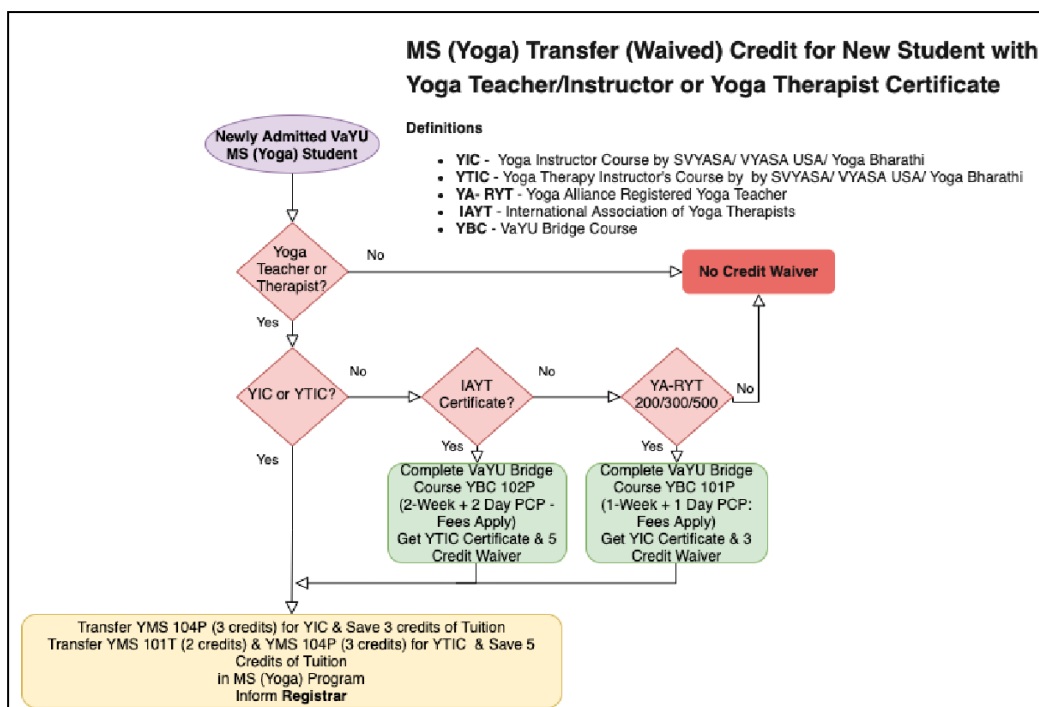 MS (Yoga) Transfer (Waived) Credit for New Student with
Yoga Teacher/Instructor or Yoga Therapist Certificate
Definitions
• YIC - Yoga Instructor Course by SVYASA/ VYASA USA/ Yoga Bharathi
• YTIC - Yoga Therapy Instructor's Course by by SVYASA/ VYASA USA/ Yoga Bharathi
• YA- RYT - Yoga Alliance Registered Yoga Teacher
• IAYT - International Association of Yoga Therapists
• YBC - VaYU Bridge Course
Newly Admitted VaYU
MS (Yoga) Student
Yoga
Teacher or
Therapist?
No
No Credit Waiver
Yes
YIC or YTIC?
No
IAYT
Certificate?
No
YA-RYT
200/300/500
No
Yes
Yes
Yes
Complete VaYU Bridge
Course YBC 102P
(2-Week + 2 Day PCP -
Fees Apply)
Get YTIC Certificate & 5
Credit Waiver
Complete VaYU Bridge
Course YBC 101P
(1-Week + 1 Day PCP:
Fees Apply)
Get YIC Certificate & 3
Credit Waiver
Transfer YMS 104P (3 credits) for YIC & Save 3 credits of Tuition
Transfer YMS 101T (2 credits) & YMS 104P (3 credits) for YTIC & Save 5
Credits of Tuition
in MS (Yoga) Program
Inform Registrar